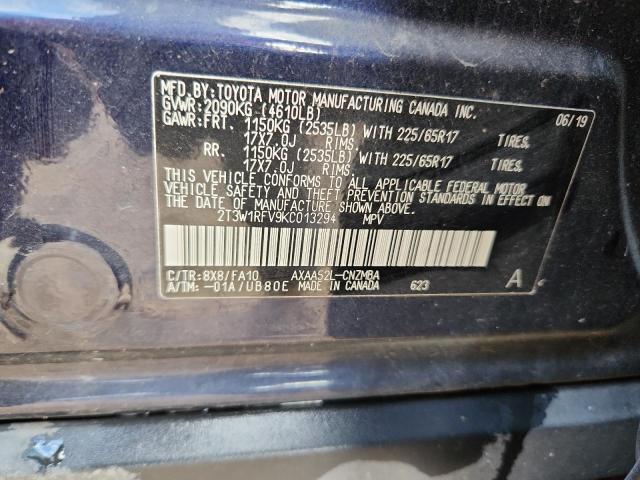 MFD.BY:TOYOTA MOTOR MANUFACTURING CANADA INC.
GVWR:2090KG (4610LB) 06/19
GAWR:FRT. 1150KG (2535LB) WITH 225/65R17 TIRES.
17X7.0J RIMS.
RR. 1150KG (2535LB) WITH 225/65R17 TIRES.
17X7.0J RIMS.
THIS VEHICLE CONFORMS TO ALL APPLICABLE FEDERAL MOTOR
VEHICLE SAFETY AND THEFT PREVENTION STANDARDS IN EFFECT ON
THE DATE OF MANUFACTURE SHOWN ABOVE.
2T3W1RFV9KC013294 MPV
C/TR:8X8/FA10 AXAA52L-CNZMBA A
A/TM:-01A/UB80E MADE IN CANADA 623